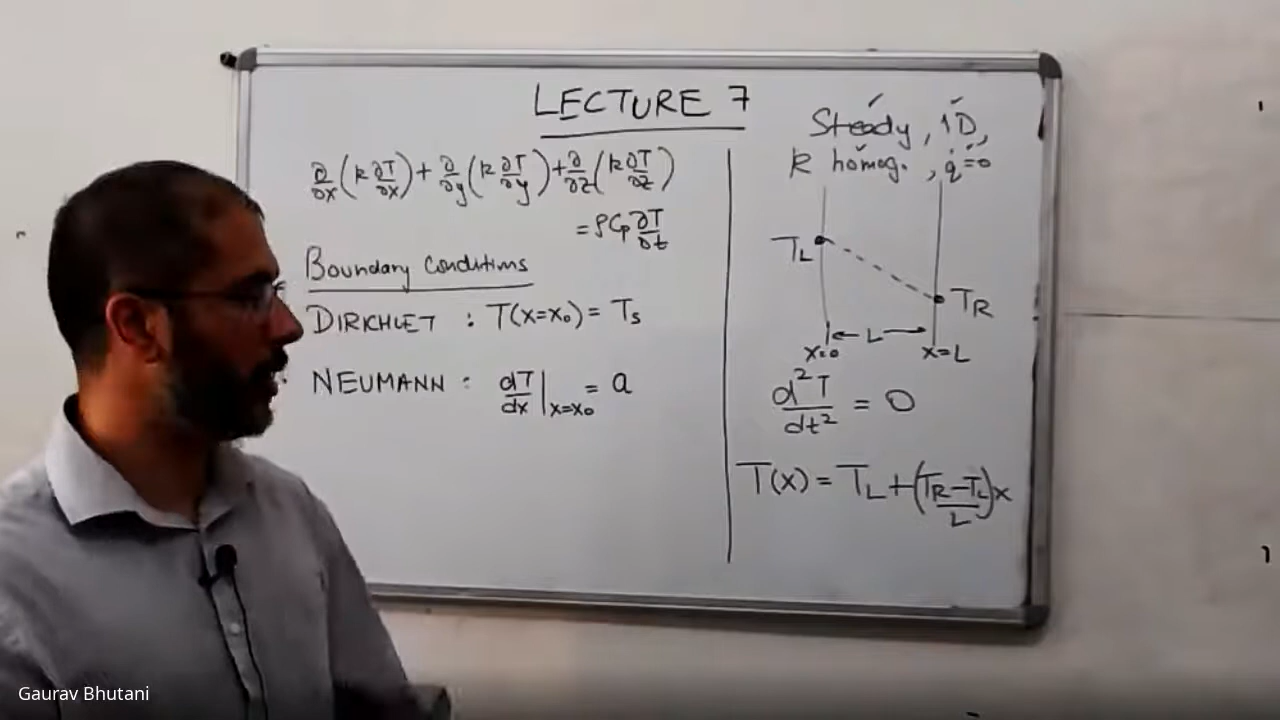 LECTURE 7
∂/∂x (k ∂T/∂x) + ∂/∂y (k ∂T/∂y) + ∂/∂z (k ∂T/∂z)
= ρCp ∂T/∂t
Boundary Conditions
DIRICHLET : T(x=x₀) = Ts
NEUMANN : dT/dx |x=x₀ = a
Steady, 1D,
k homog. , q̇=0
TL
TR
L
x=0
x=L
d²T/dt² = 0
T(x) = TL + (TR-TL/L)x
Gaurav Bhutani